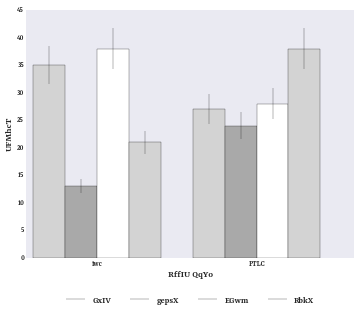 45
40
35
30
25
20
15
10
5
0
UFMhcT
iwc PTLC
RffIU QqYo
GxIV gepsX EGwm RbkX